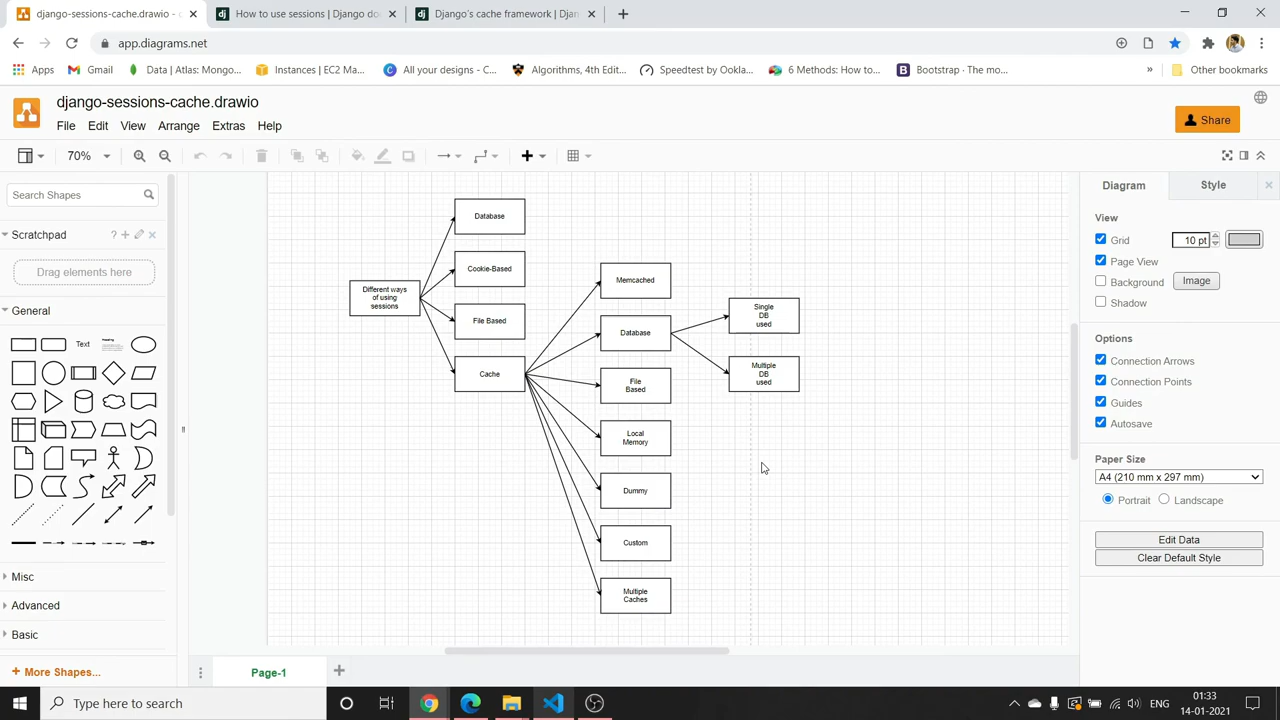 django-sessions-cache.drawio -
How to use sessions | Django do
Django's cache framework | Djan
app.diagrams.net
Apps
Gmail
Data | Atlas: Mongo...
Instances | EC2 Ma...
All your designs - C...
Algorithms, 4th Edit...
Speedtest by Ookla...
6 Methods: How to...
Bootstrap · The mo...
»
Other bookmarks
django-sessions-cache.drawio
File Edit View Arrange Extras Help
Share
70%
Search Shapes
Scratchpad
Drag elements here
General
Text
Misc
Advanced
Basic
+ More Shapes...
Different ways
of using
sessions
Database
Cookie-Based
File Based
Cache
Memcached
Database
File
Based
Local
Memory
Dummy
Custom
Multiple
Caches
Single
DB
used
Multiple
DB
used
Diagram
Style
View
Grid
10 pt
Page View
Background
Image
Shadow
Options
Connection Arrows
Connection Points
Guides
Autosave
Paper Size
A4 (210 mm x 297 mm)
Portrait
Landscape
Edit Data
Clear Default Style
Page-1
Type here to search
ENG
01:33
14-01-2021